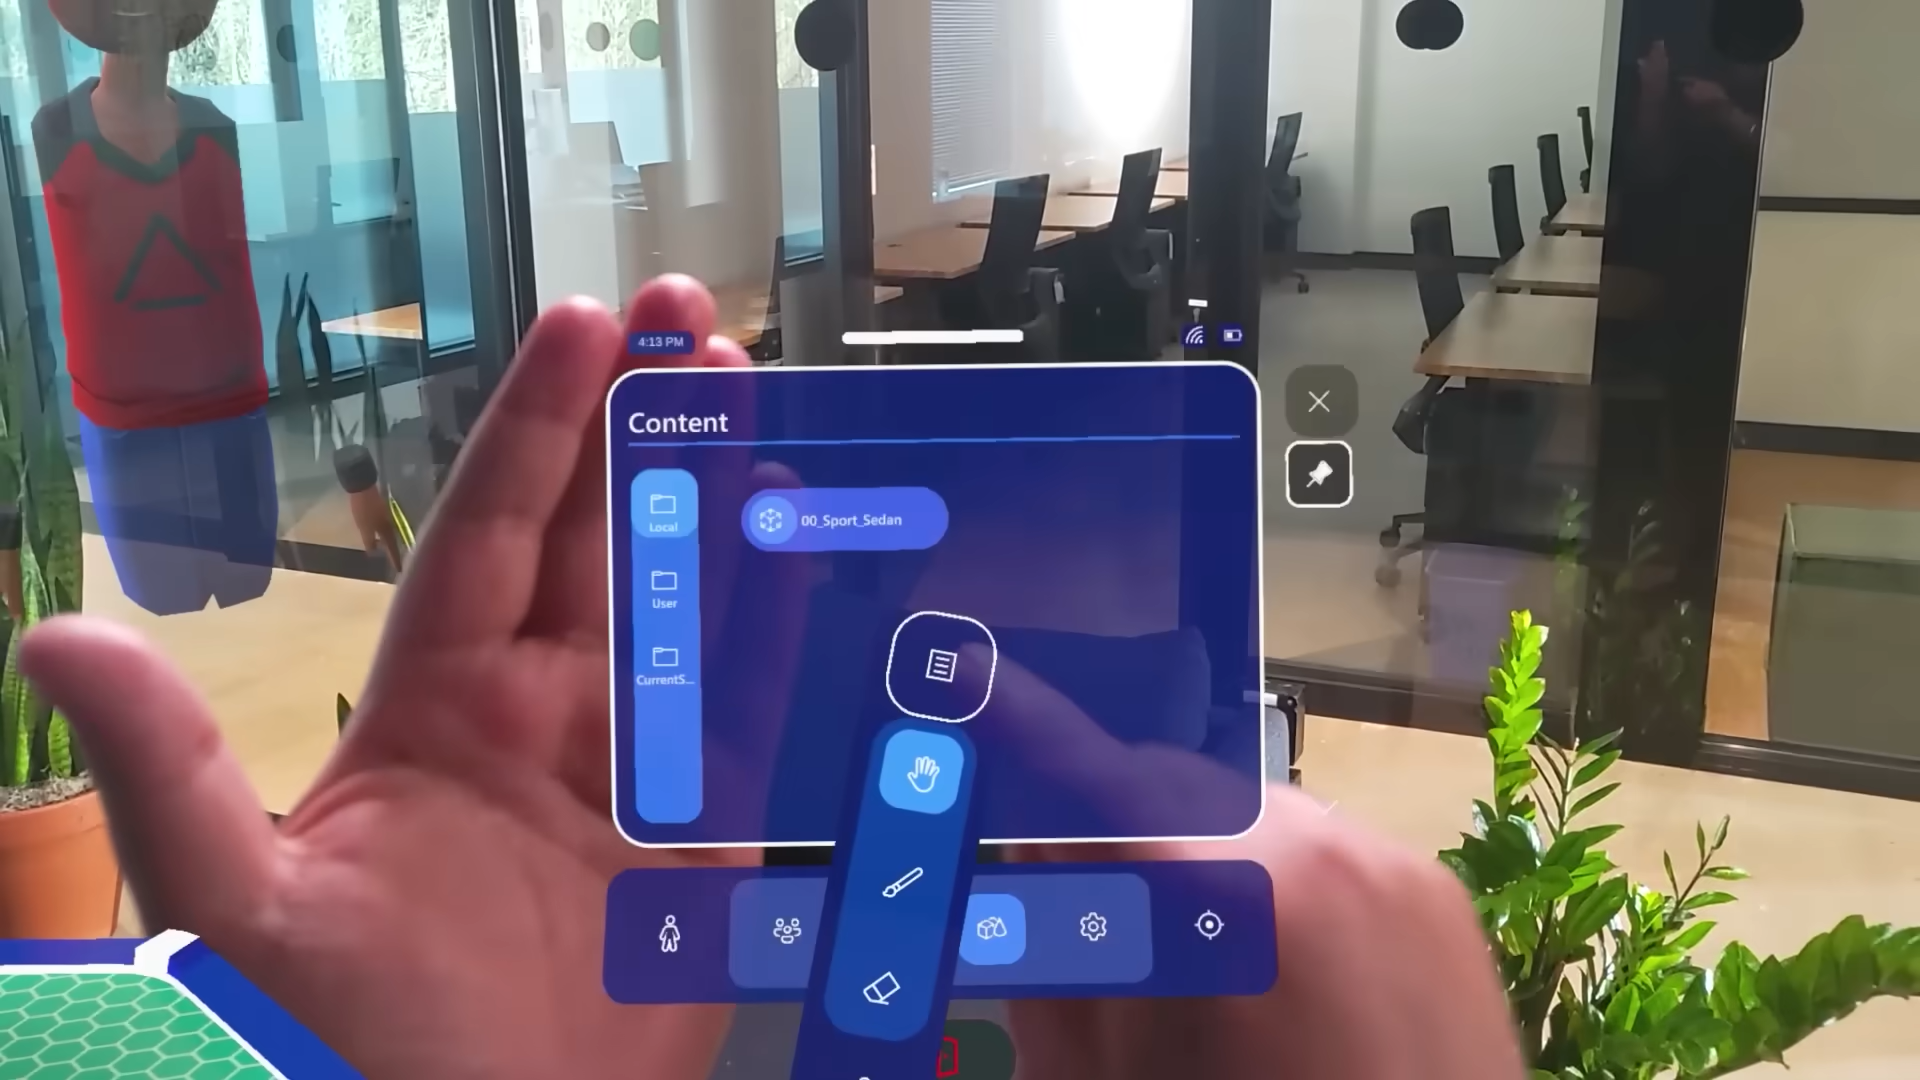 4:13 PM
Content
Local
00_Sport_Sedan
User
CurrentS...